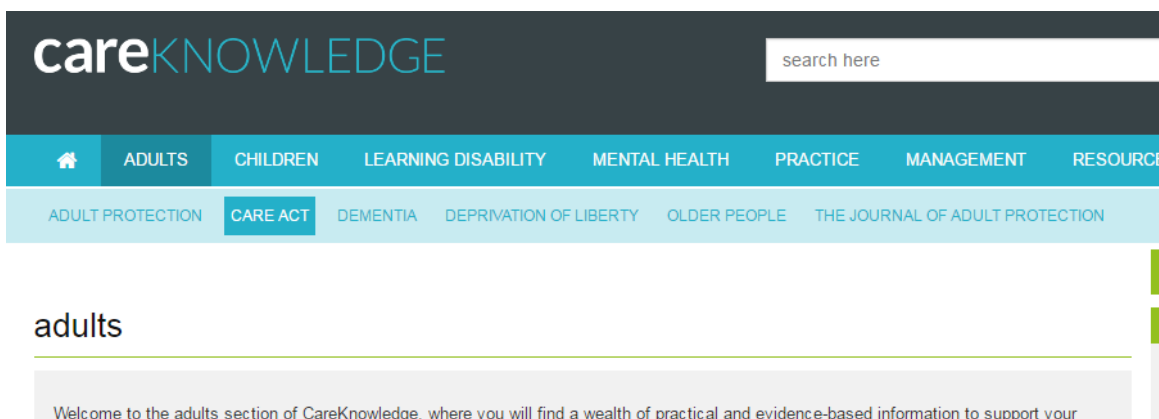 careKNOWLEDGE
search here
ADULTS CHILDREN LEARNING DISABILITY MENTAL HEALTH PRACTICE MANAGEMENT RESOURCE
ADULT PROTECTION CARE ACT DEMENTIA DEPRIVATION OF LIBERTY OLDER PEOPLE THE JOURNAL OF ADULT PROTECTION
adults
Welcome to the adults section of CareKnowledge, where you will find a wealth of practical and evidence-based information to support your